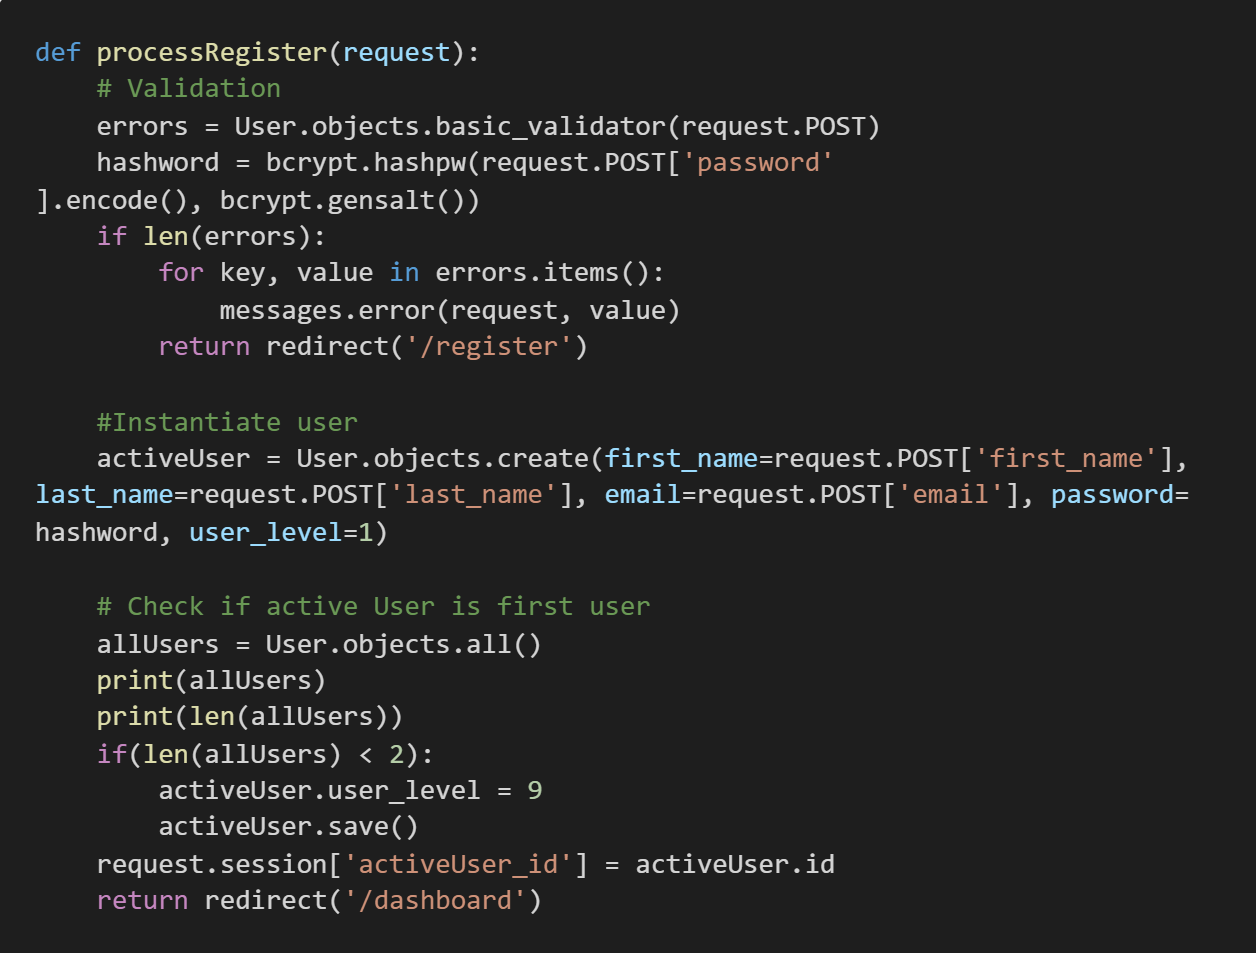 def processRegister(request):
    # Validation
    errors = User.objects.basic_validator(request.POST)
    hashword = bcrypt.hashpw(request.POST['password'
].encode(), bcrypt.gensalt())
    if len(errors):
        for key, value in errors.items():
            messages.error(request, value)
        return redirect('/register')

    #Instantiate user
    activeUser = User.objects.create(first_name=request.POST['first_name'],
last_name=request.POST['last_name'], email=request.POST['email'], password=
hashword, user_level=1)

    # Check if active User is first user
    allUsers = User.objects.all()
    print(allUsers)
    print(len(allUsers))
    if(len(allUsers) < 2):
        activeUser.user_level = 9
        activeUser.save()
    request.session['activeUser_id'] = activeUser.id
    return redirect('/dashboard')